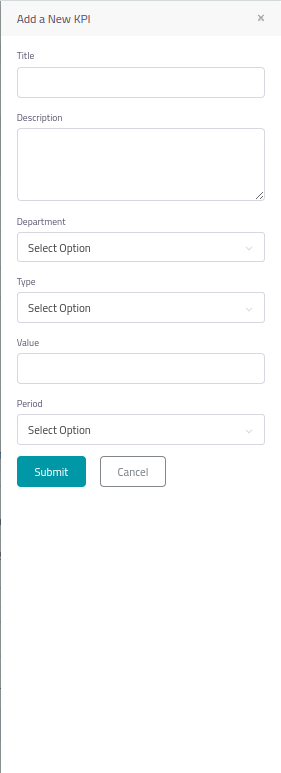 Add a New KPI ×
Title
Description
Department
Select Option
Type
Select Option
Value
Period
Select Option
Submit Cancel